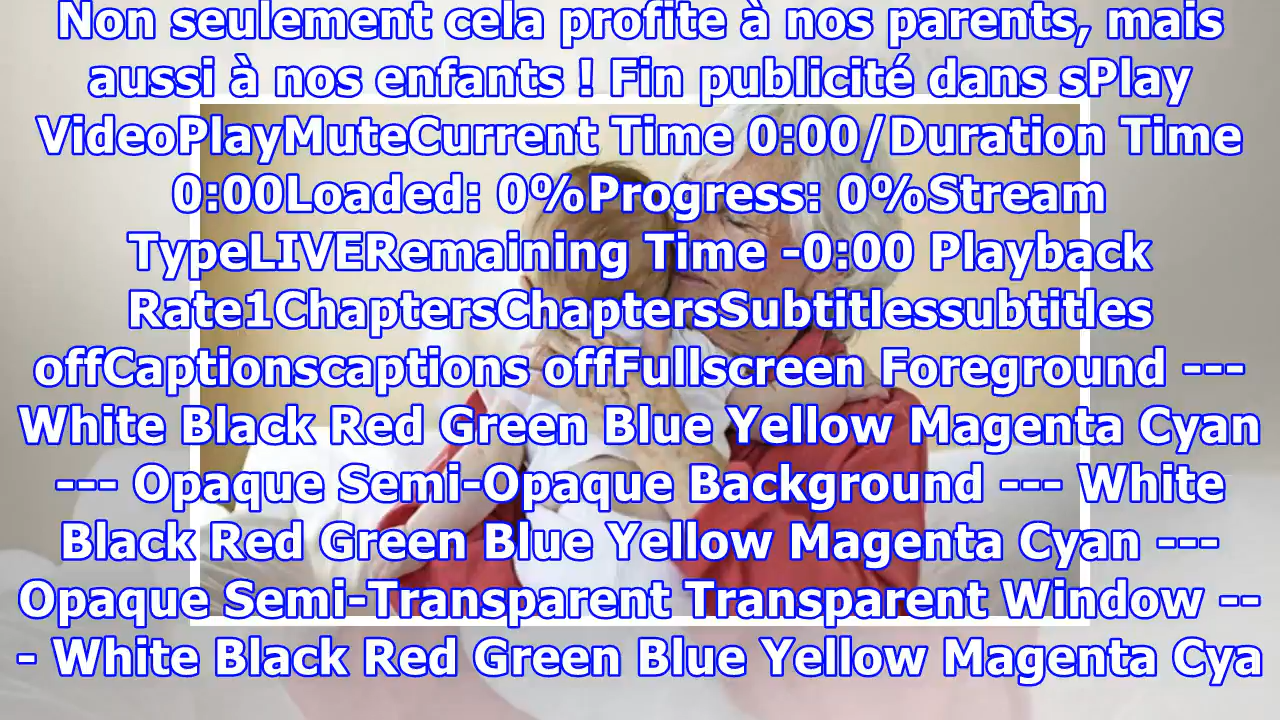 Non seulement cela profite à nos parents, mais
aussi à nos enfants ! Fin publicité dans sPlay
VideoPlayMuteCurrent Time 0:00/Duration Time
0:00Loaded: 0%Progress: 0%Stream
TypeLIVERemaining Time -0:00 Playback
Rate1ChaptersChaptersSubtitlessubtitles
offCaptionscaptions offFullscreen Foreground ---
White Black Red Green Blue Yellow Magenta Cyan
--- Opaque Semi-Opaque Background --- White
Black Red Green Blue Yellow Magenta Cyan ---
Opaque Semi-Transparent Transparent Window --
- White Black Red Green Blue Yellow Magenta Cya